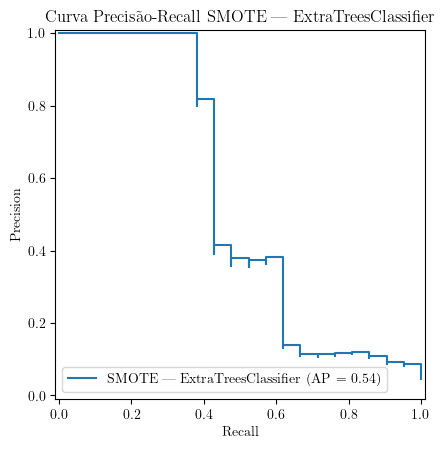 Curva Precisão-Recall SMOTE — ExtraTreesClassifier
1.0
0.8
0.6
0.4
0.2
0.0
Precision
SMOTE — ExtraTreesClassifier (AP = 0.54)
0.0 0.2 0.4 0.6 0.8 1.0
Recall